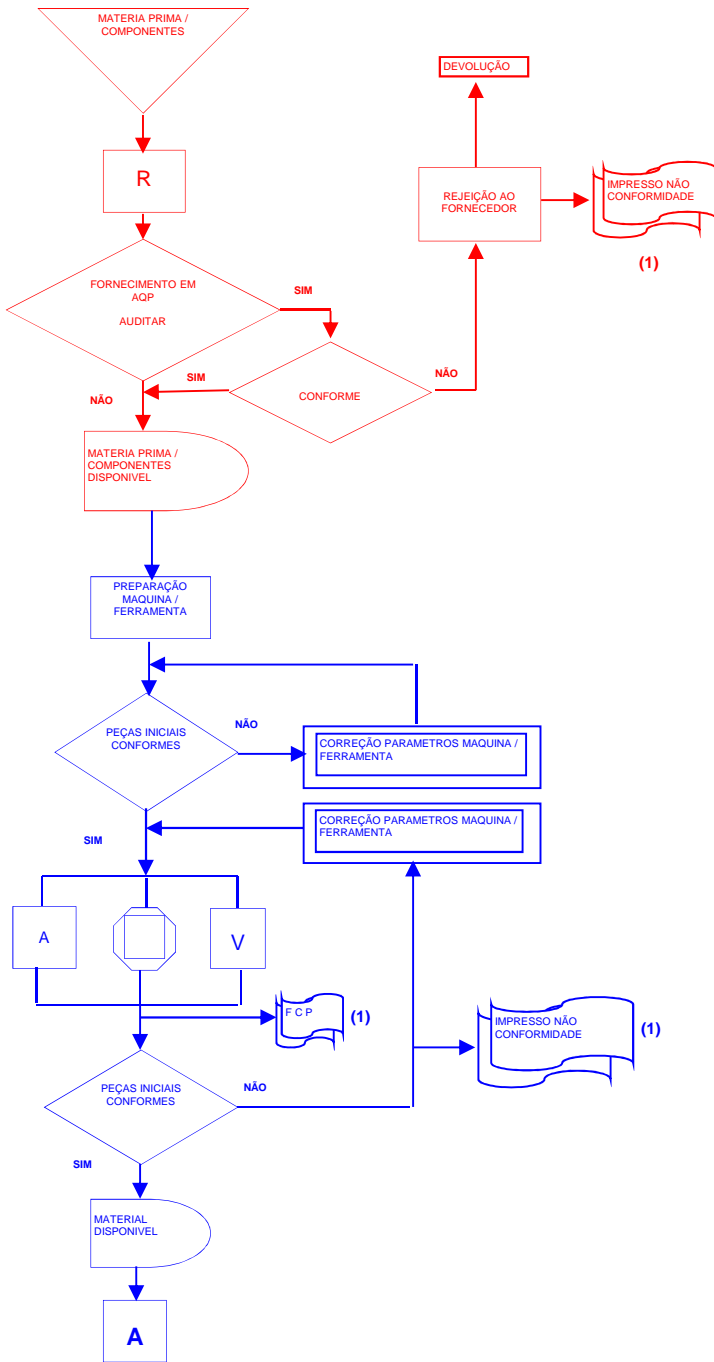 MATERIA PRIMA /
COMPONENTES
DEVOLUÇÃO
R
REJEIÇÃO AO
FORNECEDOR
IMPRESSO NÃO
CONFORMIDADE
(1)
FORNECIMENTO EM
AQP
AUDITAR
SIM
CONFORME
SIM
NÃO
NÃO
MATERIA PRIMA /
COMPONENTES
DISPONIVEL
PREPARAÇÃO
MAQUINA /
FERRAMENTA
PEÇAS INICIAIS
CONFORMES
NÃO
CORREÇÃO PARAMETROS MAQUINA /
FERRAMENTA
CORREÇÃO PARAMETROS MAQUINA /
FERRAMENTA
SIM
A
V
F C P
(1)
IMPRESSO NÃO
CONFORMIDADE
(1)
PEÇAS INICIAIS
CONFORMES
NÃO
SIM
MATERIAL
DISPONIVEL
A